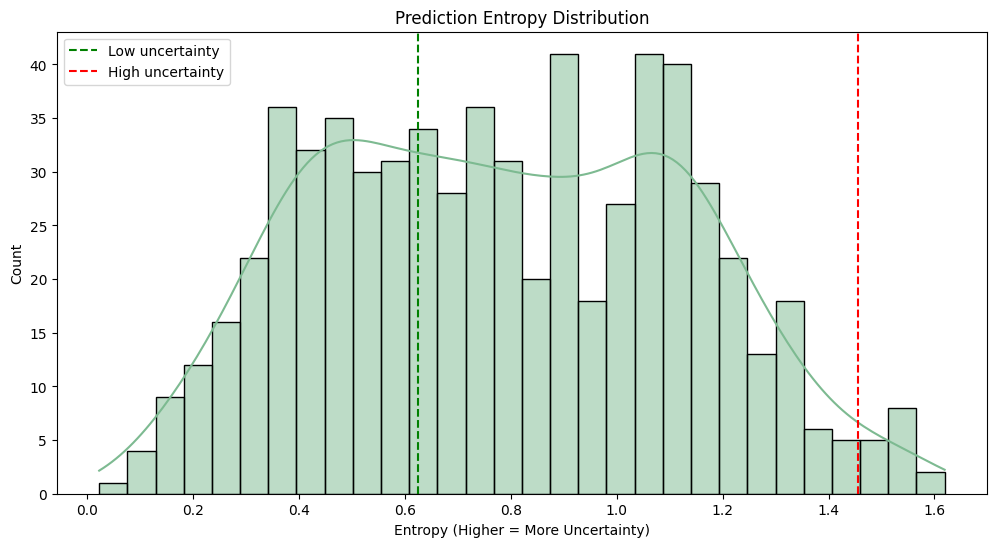 Prediction Entropy Distribution
Low uncertainty
High uncertainty
Count
40
35
30
25
20
15
10
5
0
0.0 0.2 0.4 0.6 0.8 1.0 1.2 1.4 1.6
Entropy (Higher = More Uncertainty)